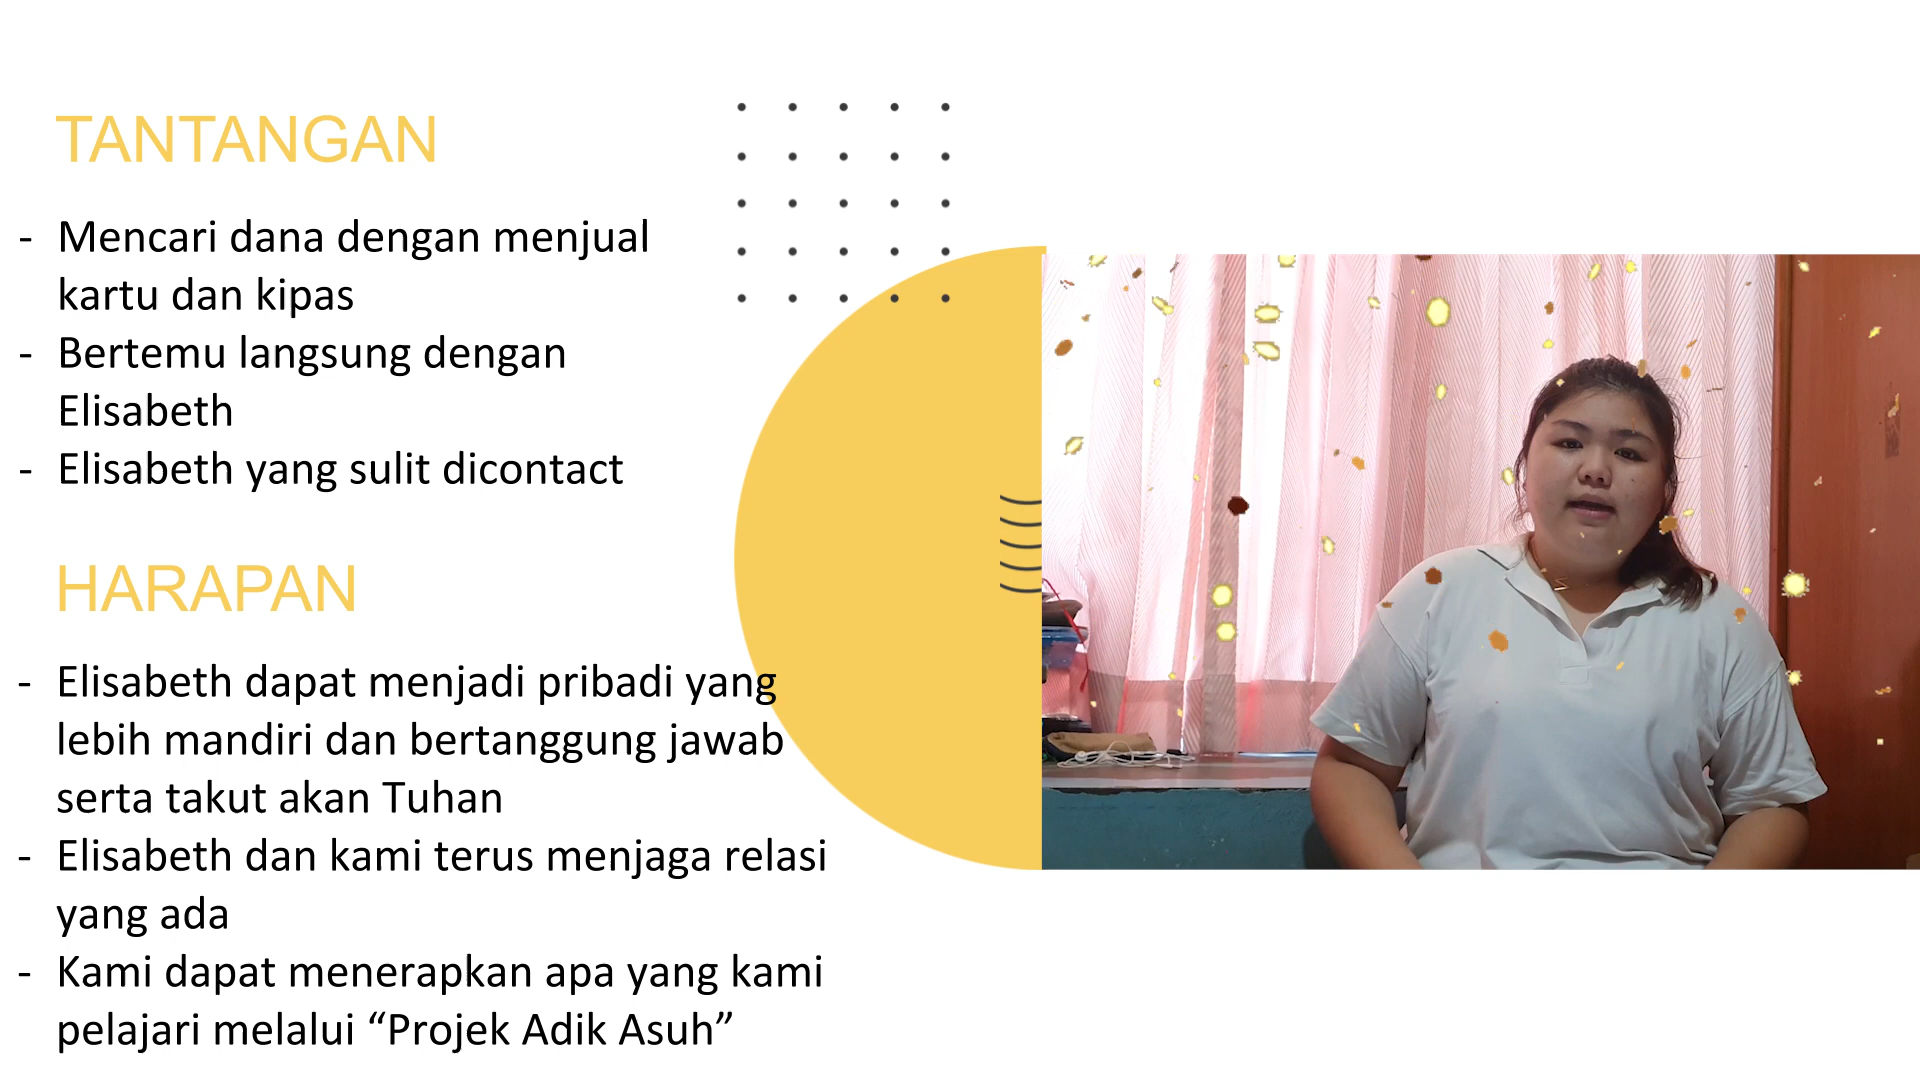 TANTANGAN
- Mencari dana dengan menjual
kartu dan kipas
- Bertemu langsung dengan
Elisabeth
- Elisabeth yang sulit dicontact
HARAPAN
- Elisabeth dapat menjadi pribadi yang
lebih mandiri dan bertanggung jawab
serta takut akan Tuhan
- Elisabeth dan kami terus menjaga relasi
yang ada
- Kami dapat menerapkan apa yang kami
pelajari melalui “Projek Adik Asuh”